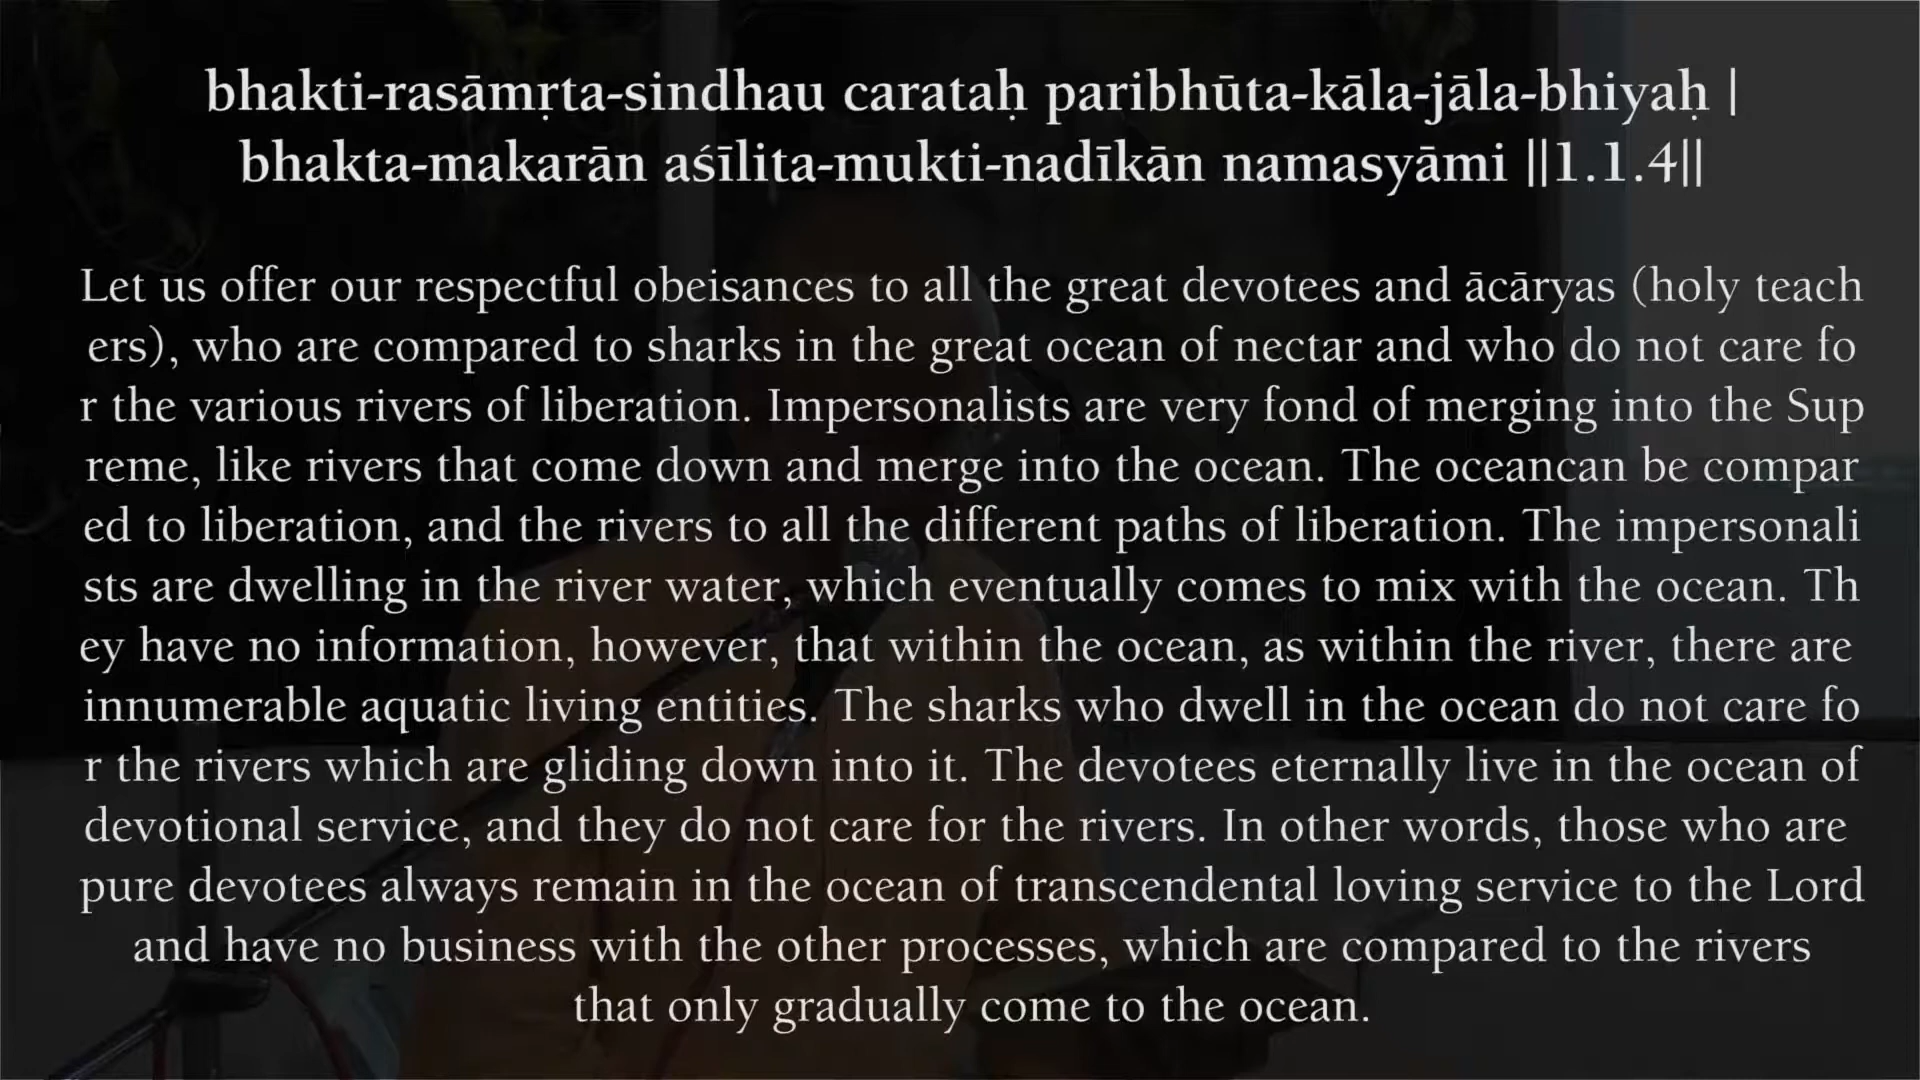 bhakti-rasāmṛta-sindhau carataḥ paribhūta-kāla-jāla-bhiyaḥ |
bhakta-makarān aśīlita-mukti-nadīkān namasyāmi ||1.1.4||
Let us offer our respectful obeisances to all the great devotees and ācāryas (holy teach
ers), who are compared to sharks in the great ocean of nectar and who do not care fo
r the various rivers of liberation. Impersonalists are very fond of merging into the Sup
reme, like rivers that come down and merge into the ocean. The oceancan be compar
ed to liberation, and the rivers to all the different paths of liberation. The impersonali
sts are dwelling in the river water, which eventually comes to mix with the ocean. Th
ey have no information, however, that within the ocean, as within the river, there are
innumerable aquatic living entities. The sharks who dwell in the ocean do not care fo
r the rivers which are gliding down into it. The devotees eternally live in the ocean of
devotional service, and they do not care for the rivers. In other words, those who are
pure devotees always remain in the ocean of transcendental loving service to the Lord
and have no business with the other processes, which are compared to the rivers
that only gradually come to the ocean.